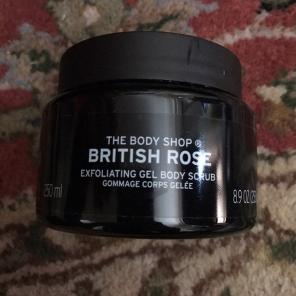 THE BODY SHOP ®
BRITISH ROSE
EXFOLIATING GEL BODY SCRUB
GOMMAGE CORPS GELÉE
250 ml
8.9 OZ